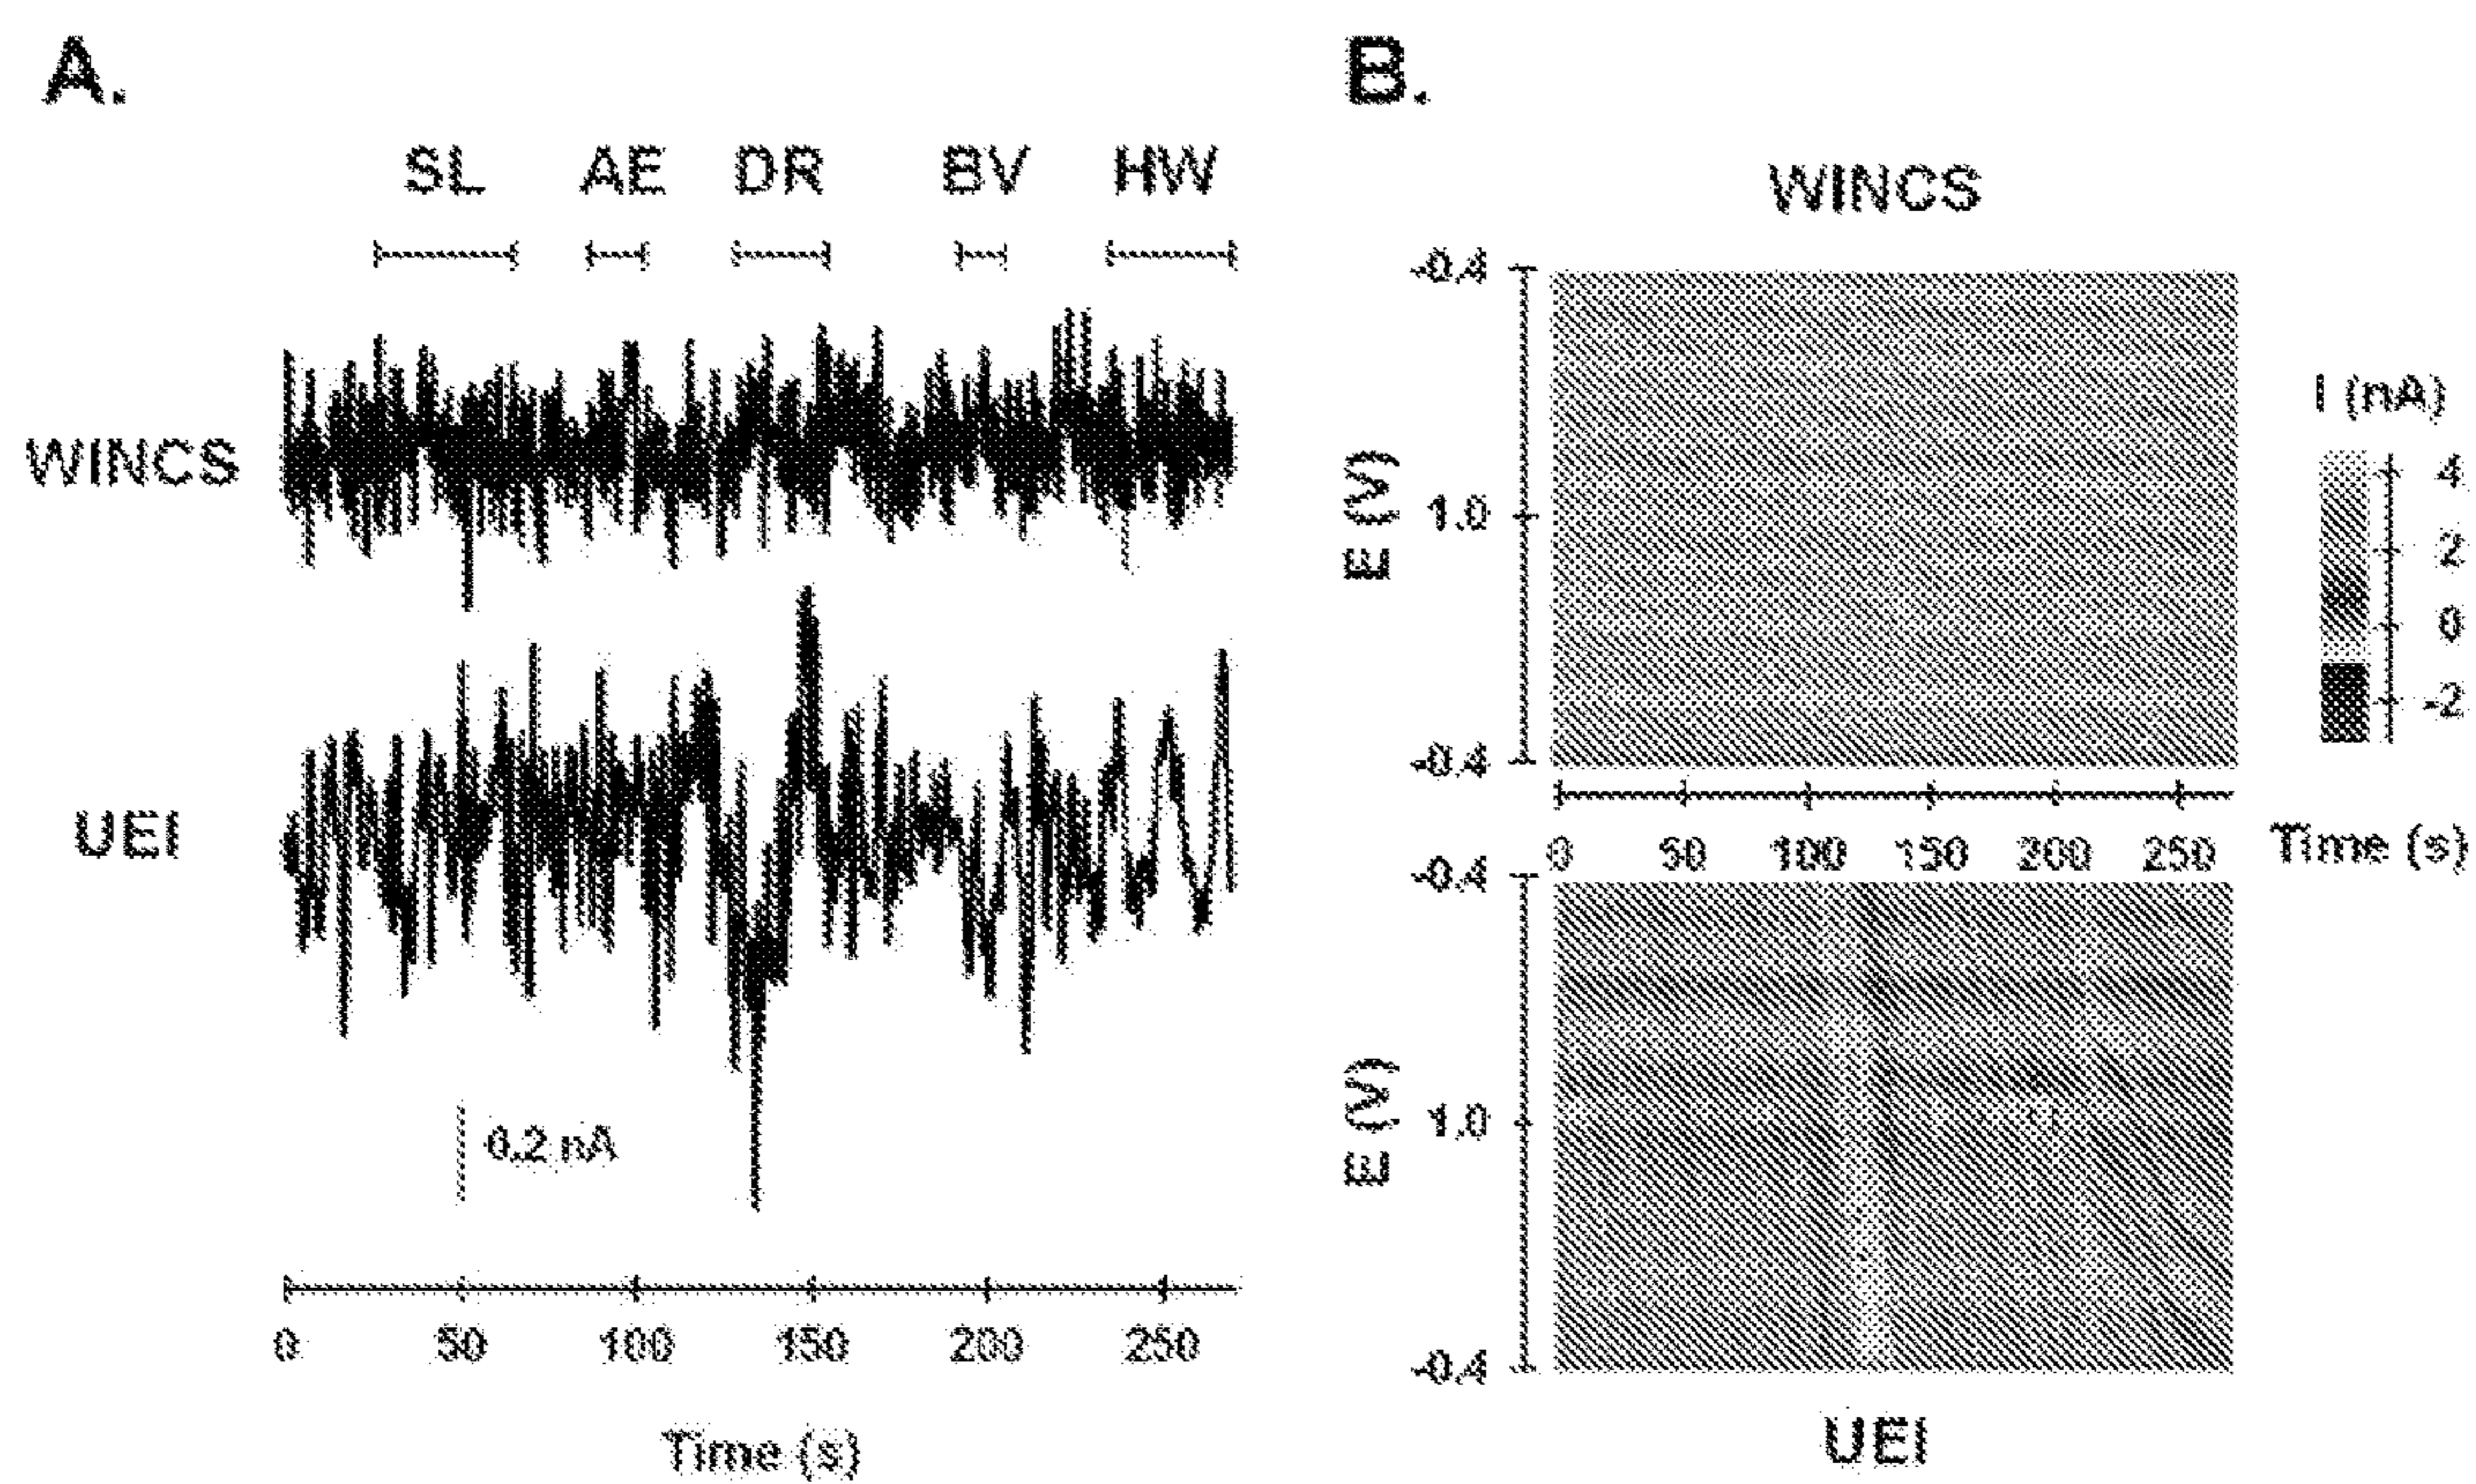 A.
SL AE DR BV HW
WINCS
UEI
0.2 nA
0 50 100 150 200 250
Time (s)
B.
WINCS
-0.4
E (V) 1.0
-0.4
I (nA)
4
2
0
-2
0 50 100 150 200 250 Time (s)
-0.4
E (V) 1.0
-0.4
UEI